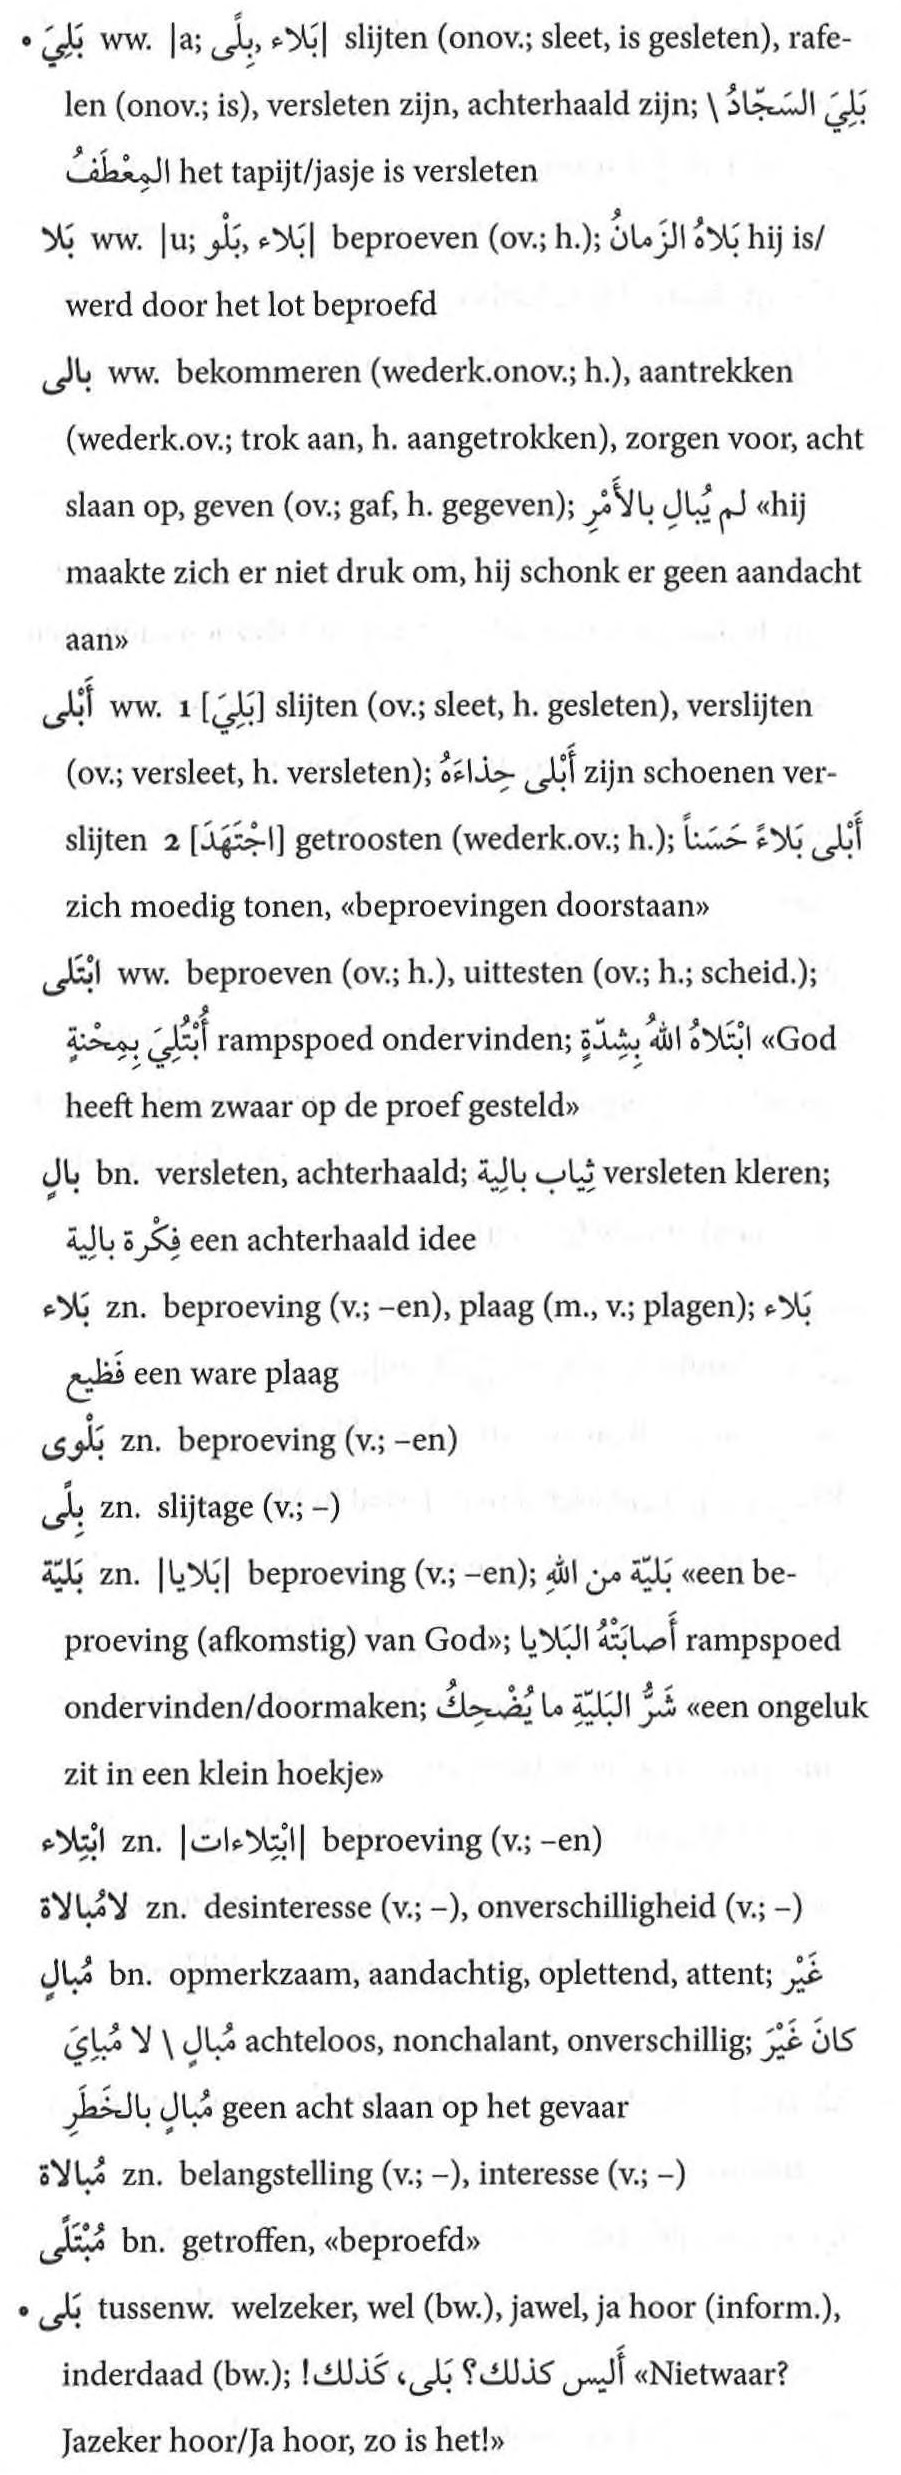 • بَلِيَ ww. |a; بَلاء, بِلًى| slijten (onov.; sleet, is gesleten), rafe-
len (onov.; is), versleten zijn, achterhaald zijn; بَلِيَ السَجّادُ \
المِعْطَفُ het tapijt/jasje is versleten
بَلا ww. |u; بَلاء, بَلْو| beproeven (ov.; h.); بَلاهُ الزَمانُ hij is/
werd door het lot beproefd
بالى ww. bekommeren (wederk.onov.; h.), aantrekken
(wederk.ov.; trok aan, h. aangetrokken), zorgen voor, acht
slaan op, geven (ov.; gaf, h. gegeven); لم يُبالِ بالأَمْرِ «hij
maakte zich er niet druk om, hij schonk er geen aandacht
aan»
أَبْلى ww. 1 [بَلِيَ] slijten (ov.; sleet, h. gesleten), verslijten
(ov.; versleet, h. versleten); أَبْلى حِذاءَهُ zijn schoenen ver-
slijten 2 [اجْتَهَدَ] getroosten (wederk.ov.; h.); أَبْلى بَلاءً حَسَناً
zich moedig tonen, «beproevingen doorstaan»
ابْتَلى ww. beproeven (ov.; h.), uittesten (ov.; h.; scheid.);
أُبْتُلِيَ بِمِحْنةٍ rampspoed ondervinden; ابْتَلاهُ اللهُ بِشِدّةٍ «God
heeft hem zwaar op de proef gesteld»
بالٍ bn. versleten, achterhaald; ثِياب بالِية versleten kleren;
فِكْرة بالِية een achterhaald idee
بَلاء zn. beproeving (v.; –en), plaag (m., v.; plagen); بَلاء
فَظيع een ware plaag
بَلْوى zn. beproeving (v.; –en)
بِلًى zn. slijtage (v.; –)
بَليّة zn. |بَلايا| beproeving (v.; –en); بَليّة من اللهِ «een be-
proeving (afkomstig) van God»; أَصابَتْهُ البَلايا rampspoed
ondervinden/doormaken; شَرُّ البَليّةِ ما يُضْحِكُ «een ongeluk
zit in een klein hoekje»
ابْتِلاء zn. |ابْتِلاءات| beproeving (v.; –en)
لامُبالاة zn. desinteresse (v.; –), onverschilligheid (v.; –)
مُبالٍ bn. opmerkzaam, aandachtig, oplettend, attent; غَيْر
مُبالٍ \ لا مُبايَ achteloos, nonchalant, onverschillig; كانَ غَيْرَ
مُبالٍ بالخَطَرِ geen acht slaan op het gevaar
مُبالاة zn. belangstelling (v.; –), interesse (v.; –)
مُبْتَلًى bn. getroffen, «beproefd»
• بَلى tussenw. welzeker, wel (bw.), jawel, ja hoor (inform.),
inderdaad (bw.); أَليس كذلك؟ بَلى، كَذلك! «Nietwaar?
Jazeker hoor/Ja hoor, zo is het!»